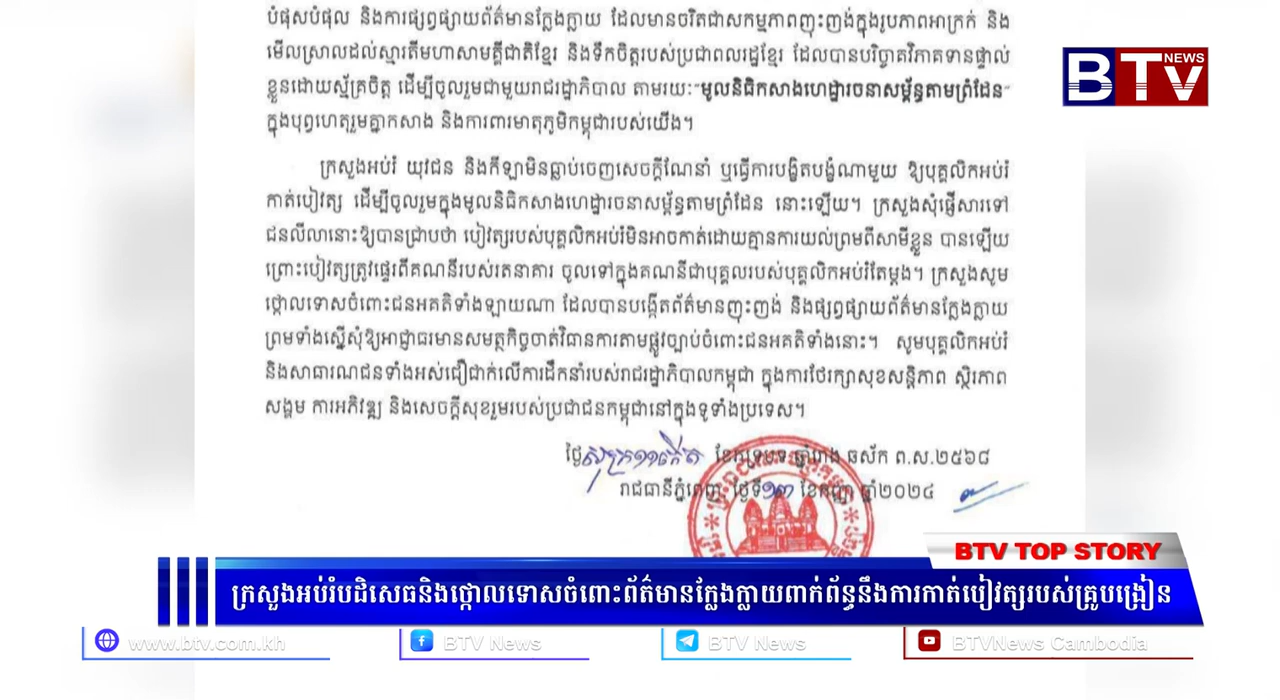 បំផុសបំផុល និងការផ្សព្វផ្សាយព័ត៌មានក្លែងក្លាយ ដែលមានចរិតជាសកម្មភាពញុះញង់ក្នុងរូបភាពអាក្រក់ និង
មើលស្រាលដល់ស្មារតីមហាសាមគ្គីជាតិខ្មែរ និងទឹកចិត្តរបស់ប្រជាពលរដ្ឋខ្មែរ ដែលបានបរិច្ចាគវិភាគទានផ្ទាល់
ខ្លួនដោយស្ម័គ្រចិត្ត ដើម្បីចូលរួមជាមួយរាជរដ្ឋាភិបាល តាមរយៈ“មូលនិធិកសាងហេដ្ឋារចនាសម្ព័ន្ធតាមព្រំដែន”
ក្នុងបុព្វហេតុរួមគ្នាកសាង និងការពារមាតុភូមិកម្ពុជារបស់យើង។
ក្រសួងអប់រំ យុវជន និងកីឡាមិនធ្លាប់ចេញសេចក្តីណែនាំ ឬធ្វើការបង្ខិតបង្ខំណាមួយ ឱ្យបុគ្គលិកអប់រំ
កាត់បៀវត្ស ដើម្បីចូលរួមក្នុងមូលនិធិកសាងហេដ្ឋារចនាសម្ព័ន្ធតាមព្រំដែន នោះឡើយ។ ក្រសួងសុំផ្ញើសារទៅ
ជនលីលានោះឱ្យបានជ្រាបថា បៀវត្សរបស់បុគ្គលិកអប់រំមិនអាចកាត់ដោយគ្មានការយល់ព្រមពីសាមីខ្លួន បានឡើយ
ព្រោះបៀវត្សត្រូវផ្ទេរពីគណនីរបស់រតនាគារ ចូលទៅក្នុងគណនីជាបុគ្គលរបស់បុគ្គលិកអប់រំតែម្តង។ ក្រសួងសូម
ថ្កោលទោសចំពោះជនអគតិទាំងឡាយណា ដែលបានបង្កើតព័ត៌មានញុះញង់ និងផ្សព្វផ្សាយព័ត៌មានក្លែងក្លាយ
ព្រមទាំងស្នើសុំឱ្យអាជ្ញាធរមានសមត្ថកិច្ចចាត់វិធានការតាមផ្លូវច្បាប់ចំពោះជនអគតិទាំងនោះ។ សូមបុគ្គលិកអប់រំ
និងសាធារណជនទាំងអស់ជឿជាក់លើការដឹកនាំរបស់រាជរដ្ឋាភិបាលកម្ពុជា ក្នុងការថែរក្សាសុខសន្តិភាព ស្ថិរភាព
សង្គម ការអភិវឌ្ឍ និងសេចក្តីសុខរួមរបស់ប្រជាជនកម្ពុជានៅក្នុងទូទាំងប្រទេស។
ថ្ងៃសុក្រ ១១កើត ខែភទ្របទ ឆ្នាំរោង ឆស័ក ព.ស.២៥៦៨
រាជធានីភ្នំពេញ ថ្ងៃទី១៣ ខែកញ្ញា ឆ្នាំ២០២៤
BTV NEWS
BTV TOP STORY
ក្រសួងអប់រំបដិសេធនិងថ្កោលទោសចំពោះព័ត៌មានក្លែងក្លាយពាក់ព័ន្ធនឹងការកាត់បៀវត្សរបស់គ្រូបង្រៀន
www.btv.com.kh
BTV News
BTV News
BTVNews Cambodia